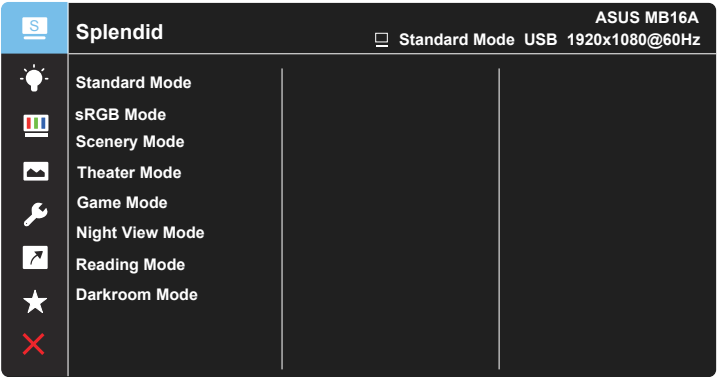 S
Splendid
ASUS MB16A
Standard Mode USB 1920x1080@60Hz
Standard Mode
sRGB Mode
Scenery Mode
Theater Mode
Game Mode
Night View Mode
Reading Mode
Darkroom Mode